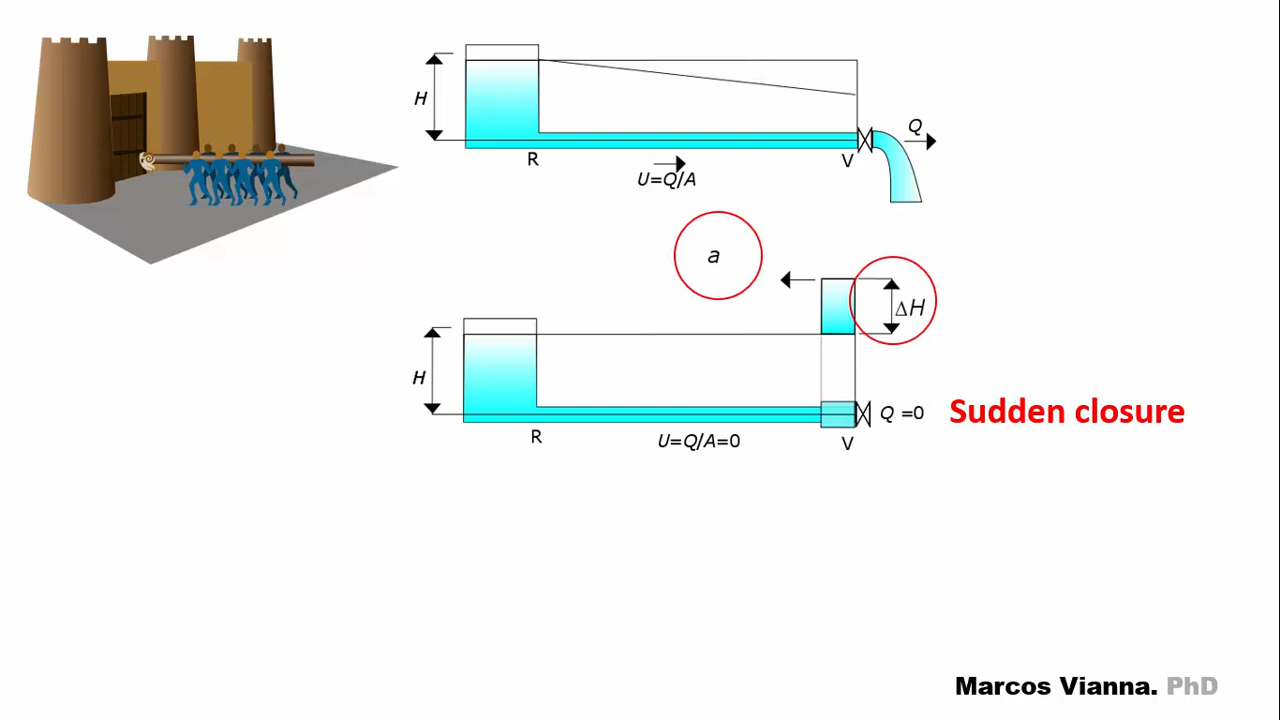 H
Q
R
V
U=Q/A
a
ΔH
H
Q =0
Sudden closure
R
U=Q/A=0
V
Marcos Vianna. PhD